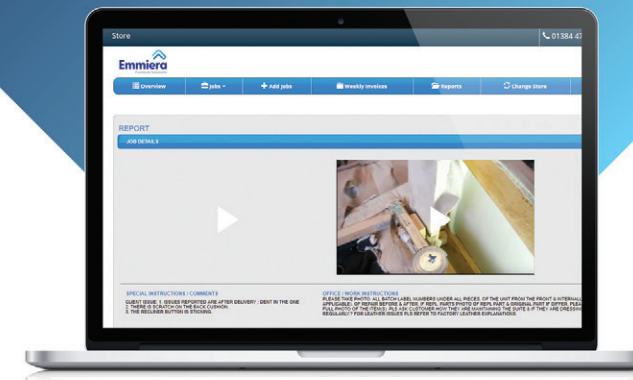 Store
01384 47
Emmiera
Overview
Jobs
Add Jobs
Weekly Invoices
Reports
Change Store
REPORT
JOB DETAILS
SPECIAL INSTRUCTIONS / COMMENTS
CLIENT ISSUE: 1. ISSUES REPORTED ARE AFTER DELIVERY ; DENT IN THE ONE
2. THERE IS SCRATCH ON THE BACK CUSHION.
3. THE RECLINER BUTTON IS STICKING.
OFFICE / WORK INSTRUCTIONS
PLEASE TAKE PHOTO: ALL BATCH LABEL NUMBERS UNDER ALL PIECES, OF THE UNIT FROM THE FRONT & INTERNALL
APPLICABLE), OF REPAIR BEFORE & AFTER, IF REPL. PARTS PHOTO OF REPL PART & ORIGINAL PART IF DIFFER, PLEA
FULL PHOTO OF THE ITEM(S). PLS ASK CUSTOMER HOW THEY ARE MAINTAINING THE SUITE & IF THEY ARE DRESSIN
REGULARLY? FOR LEATHER ISSUES PLS REFER TO FACTORY LEATHER EXPLANATIONS.